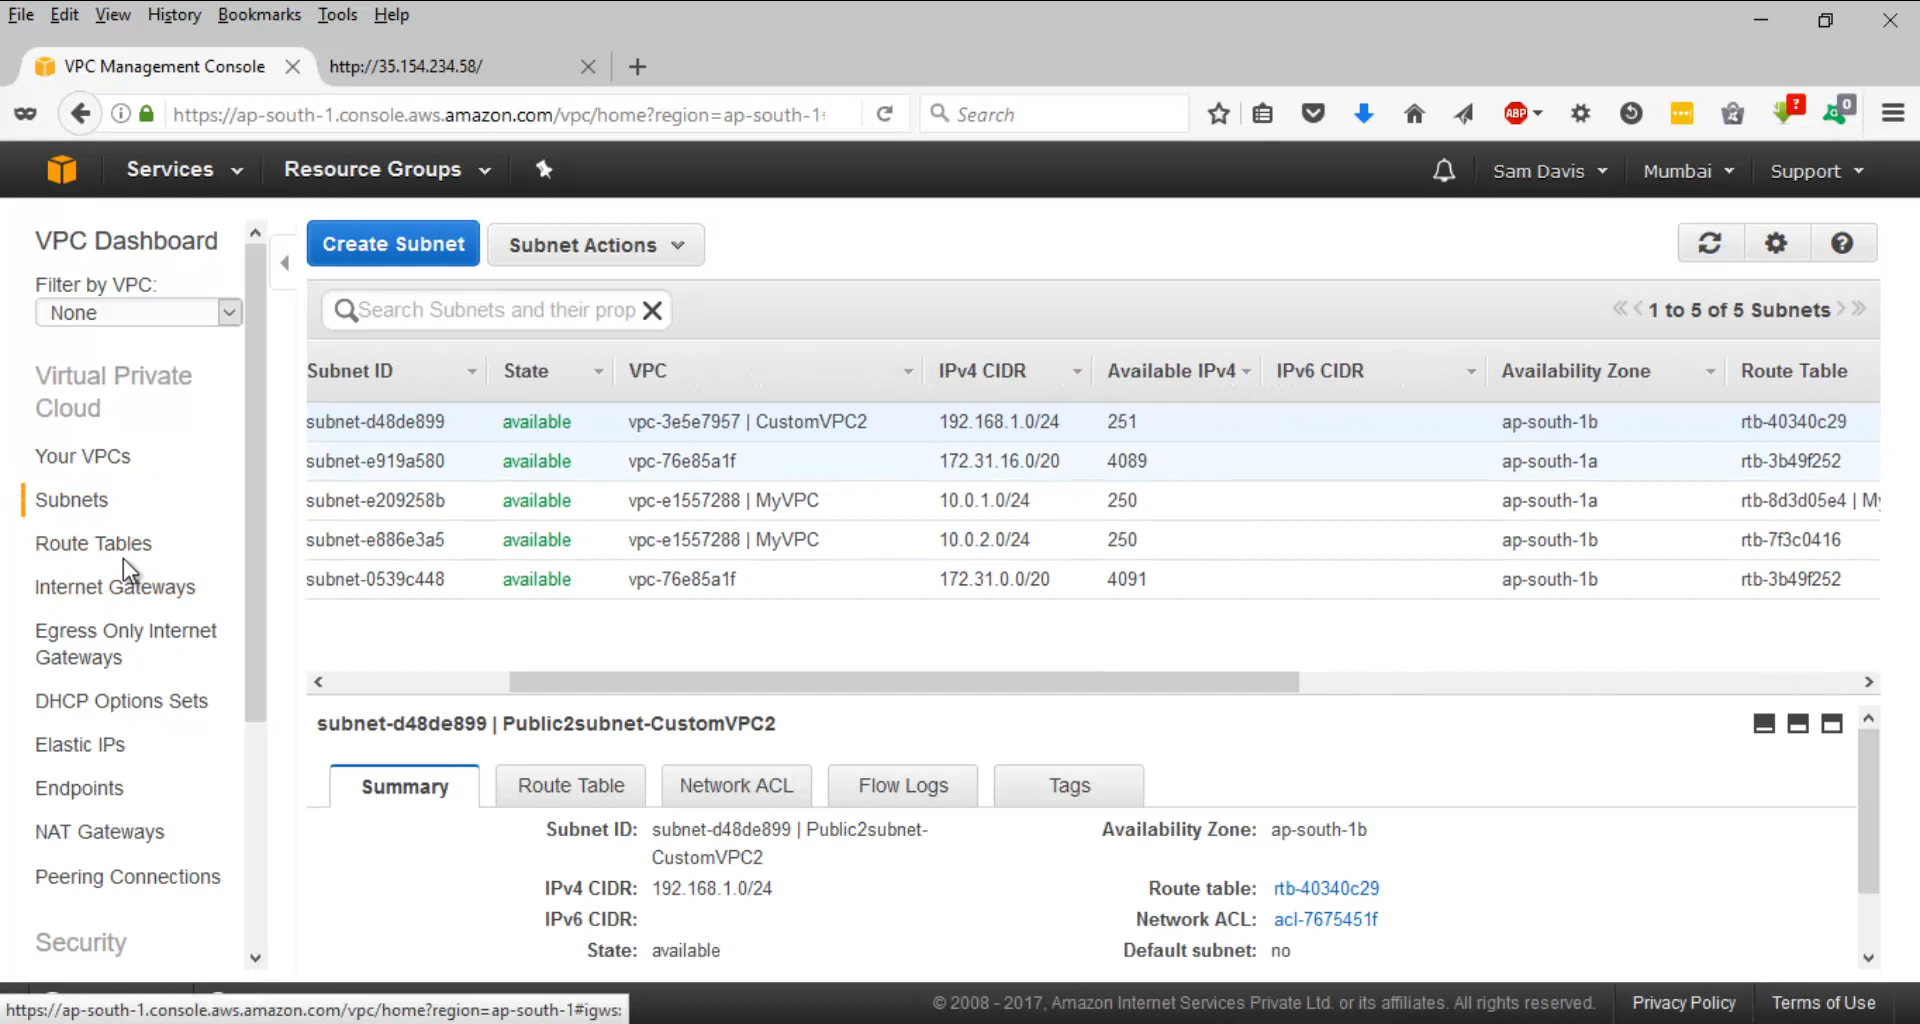 File Edit View History Bookmarks Tools Help
VPC Management Console
http://35.154.234.58/
https://ap-south-1.console.aws.amazon.com/vpc/home?region=ap-south-1
Search
ABP
?
0
Services Resource Groups
Sam Davis Mumbai Support
VPC Dashboard
Filter by VPC:
None
Virtual Private
Cloud
Your VPCs
Subnets
Route Tables
Internet Gateways
Egress Only Internet
Gateways
DHCP Options Sets
Elastic IPs
Endpoints
NAT Gateways
Peering Connections
Security
Create Subnet Subnet Actions
Search Subnets and their prop
1 to 5 of 5 Subnets
Subnet ID State VPC IPv4 CIDR Available IPv4 IPv6 CIDR Availability Zone Route Table
subnet-d48de899 available vpc-3e5e7957 | CustomVPC2 192.168.1.0/24 251 ap-south-1b rtb-40340c29
subnet-e919a580 available vpc-76e85a1f 172.31.16.0/20 4089 ap-south-1a rtb-3b49f252
subnet-e209258b available vpc-e1557288 | MyVPC 10.0.1.0/24 250 ap-south-1a rtb-8d3d05e4 | My
subnet-e886e3a5 available vpc-e1557288 | MyVPC 10.0.2.0/24 250 ap-south-1b rtb-7f3c0416
subnet-0539c448 available vpc-76e85a1f 172.31.0.0/20 4091 ap-south-1b rtb-3b49f252
subnet-d48de899 | Public2subnet-CustomVPC2
Summary Route Table Network ACL Flow Logs Tags
Subnet ID: subnet-d48de899 | Public2subnet-
CustomVPC2
Availability Zone: ap-south-1b
IPv4 CIDR: 192.168.1.0/24
Route table: rtb-40340c29
IPv6 CIDR:
Network ACL: acl-7675451f
State: available
Default subnet: no
https://ap-south-1.console.aws.amazon.com/vpc/home?region=ap-south-1#igws:
© 2008 - 2017, Amazon Internet Services Private Ltd. or its affiliates. All rights reserved.
Privacy Policy
Terms of Use